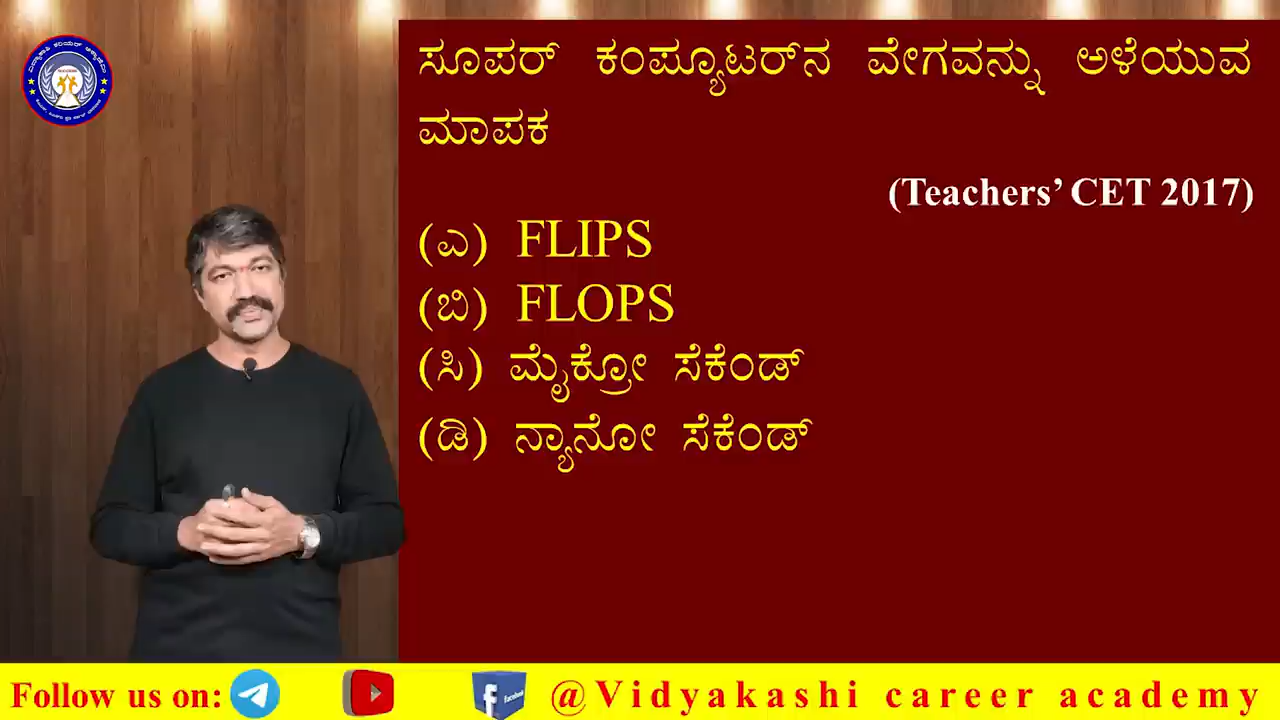 ಸೂಪರ್ ಕಂಪ್ಯೂಟರ್‌ನ ವೇಗವನ್ನು ಅಳೆಯುವ
ಮಾಪಕ
(Teachers’ CET 2017)
(ಎ) FLIPS
(ಬಿ) FLOPS
(ಸಿ) ಮೈಕ್ರೋ ಸೆಕೆಂಡ್
(ಡಿ) ನ್ಯಾನೋ ಸೆಕೆಂಡ್
Follow us on: @Vidyakashi career academy